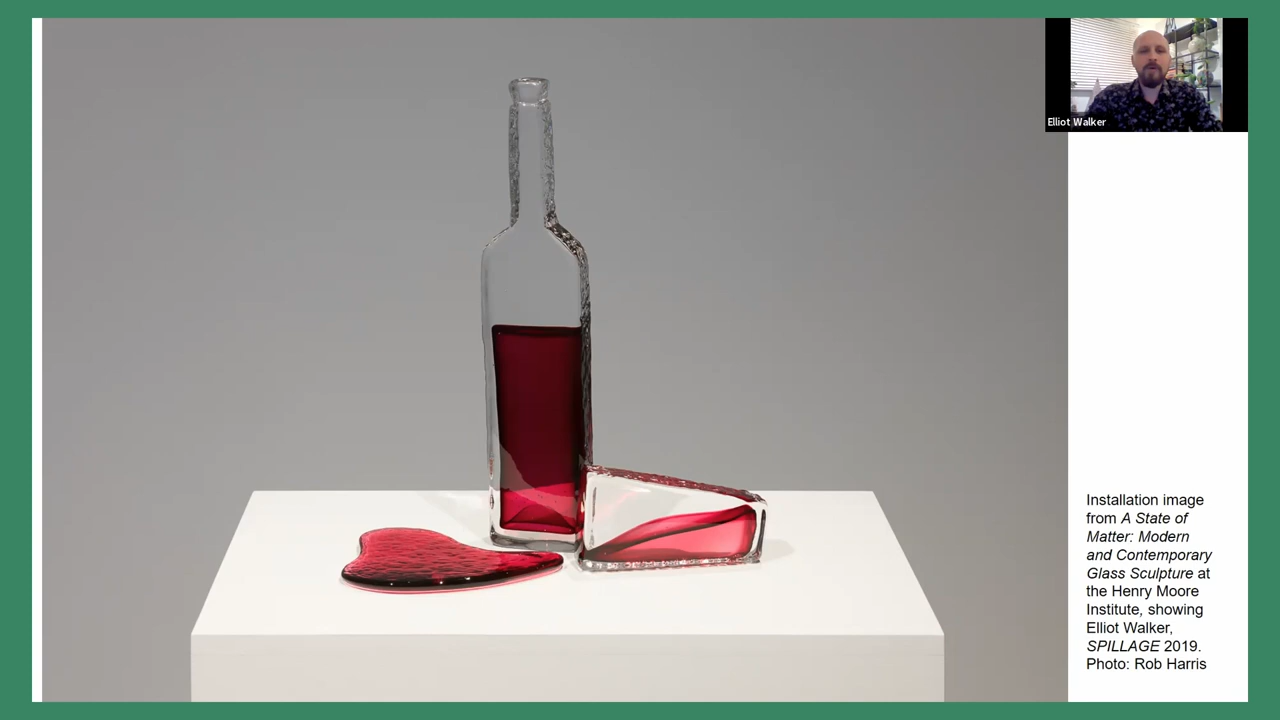 Elliot Walker
Installation image
from A State of
Matter: Modern
and Contemporary
Glass Sculpture at
the Henry Moore
Institute, showing
Elliot Walker,
SPILLAGE 2019.
Photo: Rob Harris